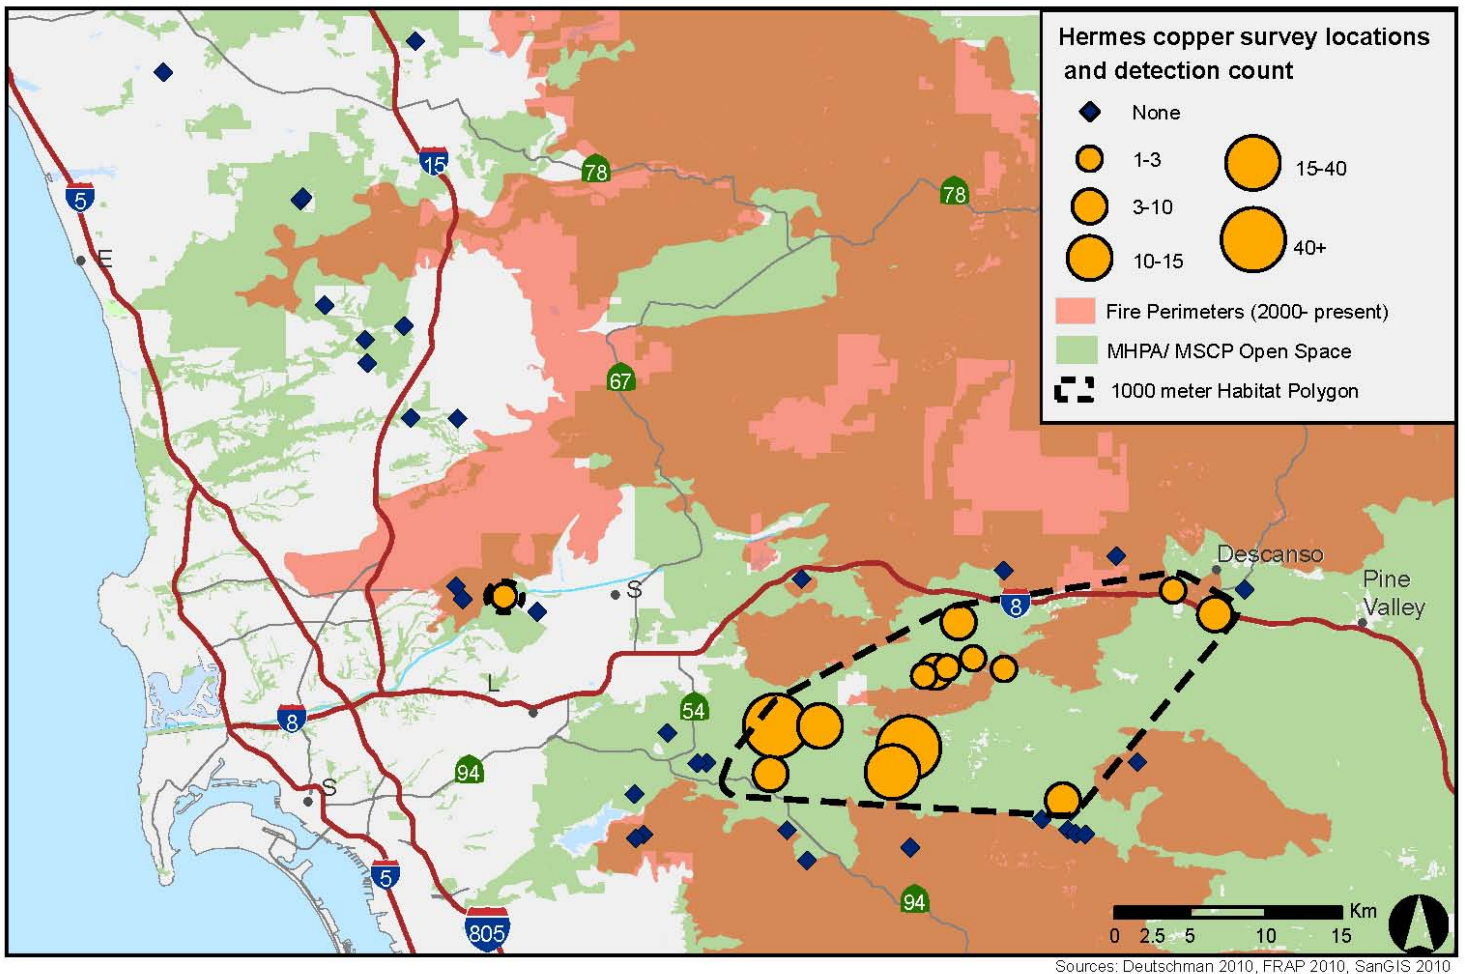 Hermes copper survey locations
and detection count
None
1-3
3-10
10-15
15-40
40+
Fire Perimeters (2000- present)
MHPA/ MSCP Open Space
1000 meter Habitat Polygon
15
78
78
5
E
67
Descanso
Pine
Valley
S
8
L
54
8
94
S
5
94
805
Km
0 2.5 5 10 15
Sources: Deutschman 2010, FRAP 2010, SanGIS 2010